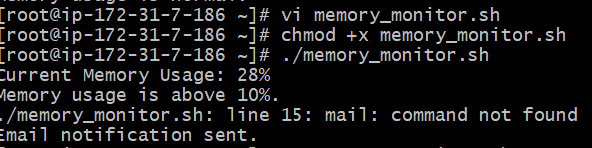 [root@ip-172-31-7-186 ~]# vi memory_monitor.sh
[root@ip-172-31-7-186 ~]# chmod +x memory_monitor.sh
[root@ip-172-31-7-186 ~]# ./memory_monitor.sh
Current Memory Usage: 28%
Memory usage is above 10%.
./memory_monitor.sh: line 15: mail: command not found
Email notification sent.